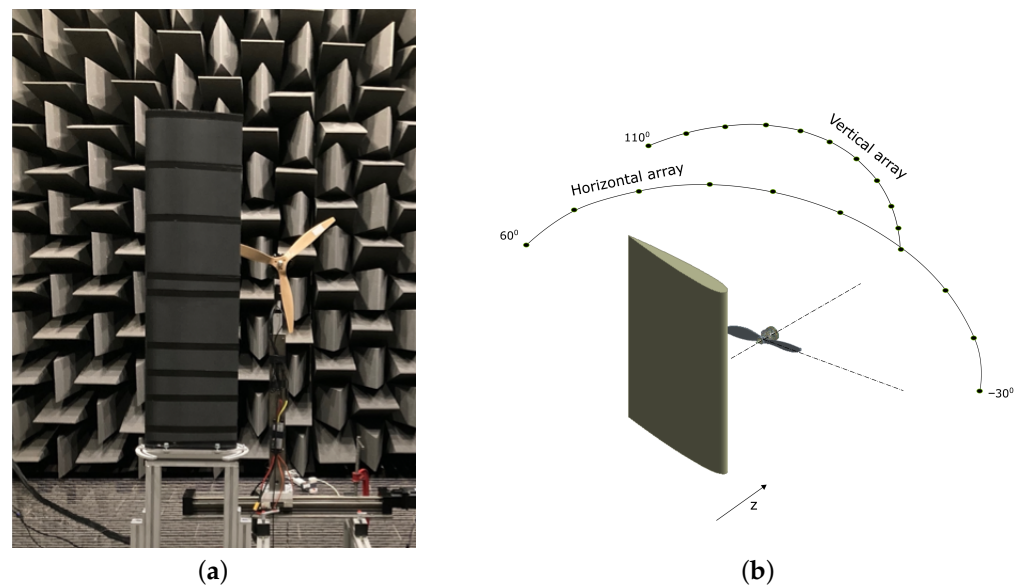 110⁰
Vertical array
Horizontal array
60⁰
−30⁰
z
(a)
(b)